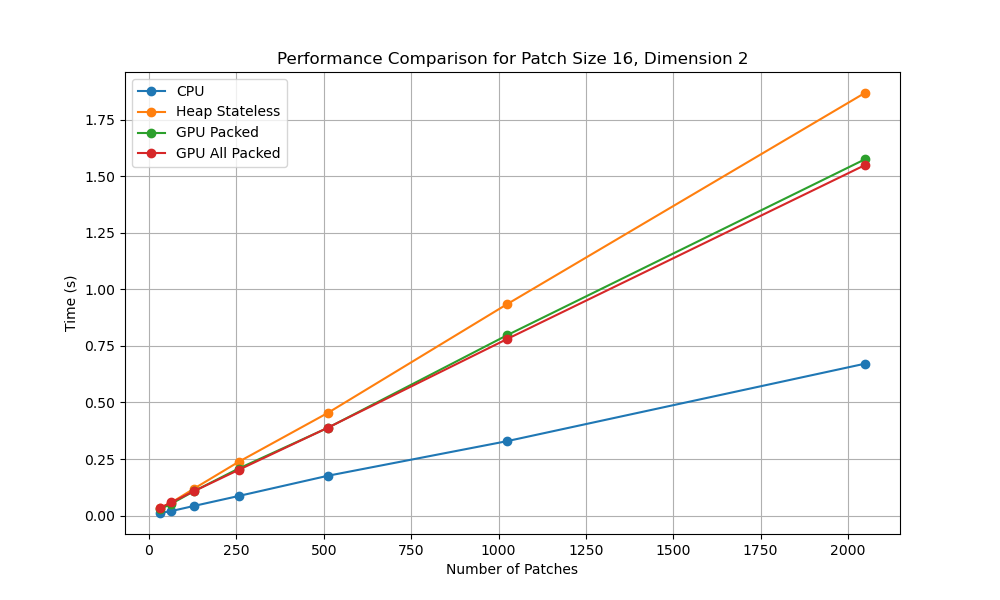 Performance Comparison for Patch Size 16, Dimension 2
CPU
Heap Stateless
GPU Packed
GPU All Packed
Time (s)
1.75
1.50
1.25
1.00
0.75
0.50
0.25
0.00
0 250 500 750 1000 1250 1500 1750 2000
Number of Patches